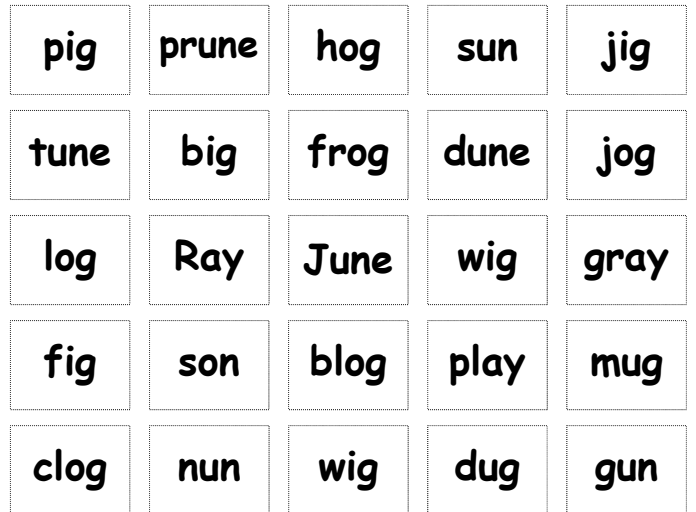 pig prune hog sun jig
tune big frog dune jog
log Ray June wig gray
fig son blog play mug
clog nun wig dug gun